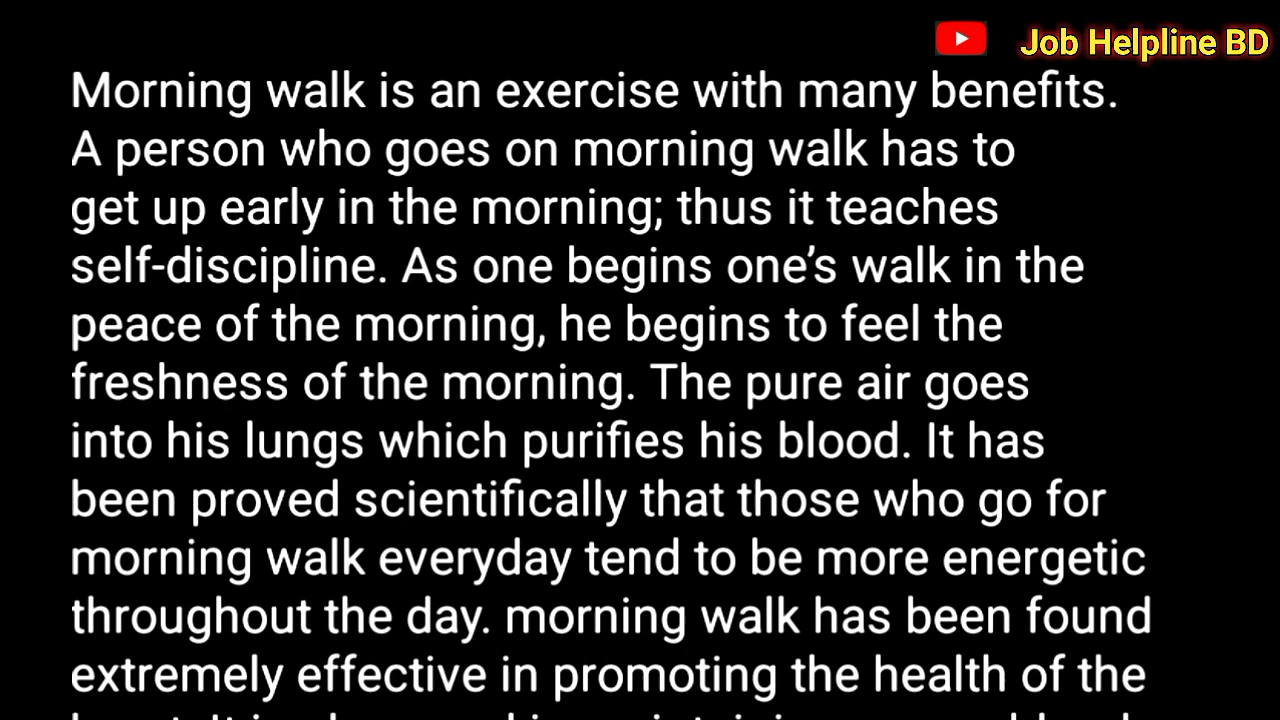 Job Helpline BD
Morning walk is an exercise with many benefits.
A person who goes on morning walk has to
get up early in the morning; thus it teaches
self-discipline. As one begins one’s walk in the
peace of the morning, he begins to feel the
freshness of the morning. The pure air goes
into his lungs which purifies his blood. It has
been proved scientifically that those who go for
morning walk everyday tend to be more energetic
throughout the day. morning walk has been found
extremely effective in promoting the health of the